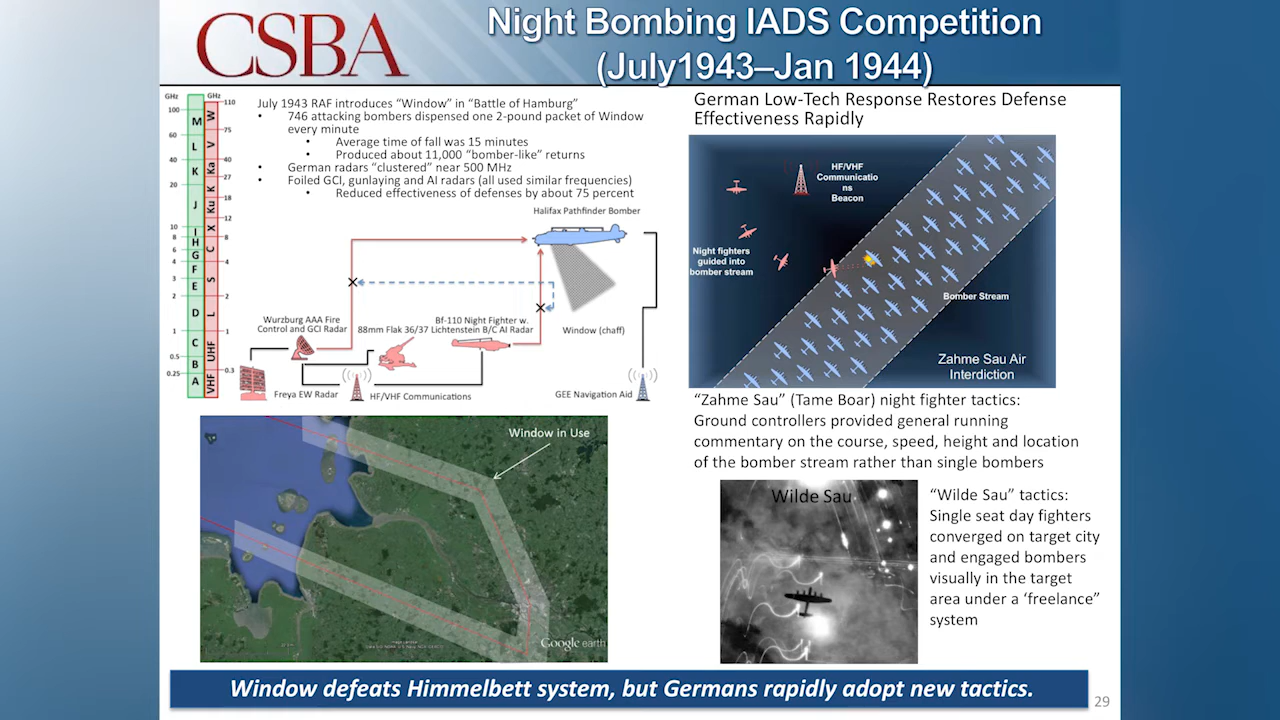 CSBA
Night Bombing IADS Competition
(July1943–Jan 1944)
GHz
100
60
40
20
10
8
6
4
3
2
1
0.5
0.25
M
L
K
J
I
H
G
F
E
D
C
B
A
GHz
110
75
40
27
18
12
8
4
2
1
0.3
W
V
Ka
K
Ku
X
C
S
L
UHF
VHF
July 1943 RAF introduces “Window” in “Battle of Hamburg”
• 746 attacking bombers dispensed one 2-pound packet of Window
every minute
• Average time of fall was 15 minutes
• Produced about 11,000 “bomber-like” returns
• German radars “clustered” near 500 MHz
• Foiled GCI, gunlaying and AI radars (all used similar frequencies)
• Reduced effectiveness of defenses by about 75 percent
Halifax Pathfinder Bomber
Wurzburg AAA Fire
Control and GCI Radar
88mm Flak 36/37
Bf-110 Night Fighter w.
Lichtenstein B/C AI Radar
Window (chaff)
Freya EW Radar
HF/VHF Communications
GEE Navigation Aid
Window in Use
Google earth
German Low-Tech Response Restores Defense
Effectiveness Rapidly
HF/VHF
Communicatio
ns
Beacon
Night fighters
guided into
bomber stream
Bomber Stream
Zahme Sau Air
Interdiction
“Zahme Sau” (Tame Boar) night fighter tactics:
Ground controllers provided general running
commentary on the course, speed, height and location
of the bomber stream rather than single bombers
Wilde Sau
“Wilde Sau” tactics:
Single seat day fighters
converged on target city
and engaged bombers
visually in the target
area under a ‘freelance”
system
Window defeats Himmelbett system, but Germans rapidly adopt new tactics.
29